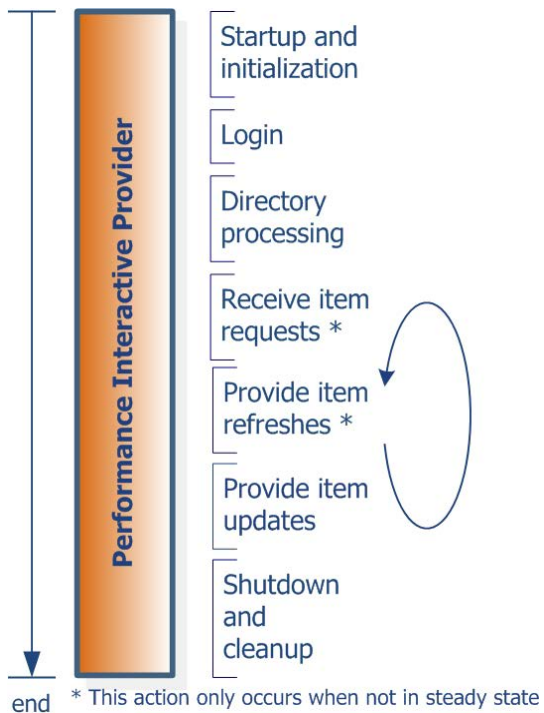 Performance Interactive Provider
Startup and
initialization
Login
Directory
processing
Receive item
requests *
Provide item
refreshes *
Provide item
updates
Shutdown
and
cleanup
end
* This action only occurs when not in steady state